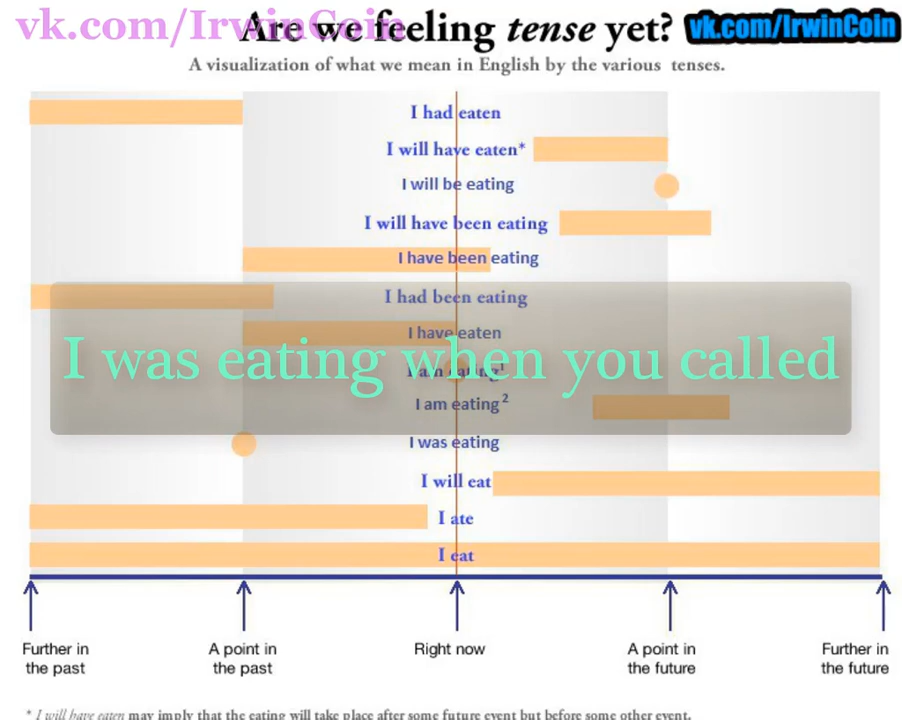 vk.com/IrwinCoin
Are we feeling tense yet?
vk.com/IrwinCoin
A visualization of what we mean in English by the various tenses.
I had eaten
I will have eaten*
I will be eating
I will have been eating
I have been eating
I had been eating
I have eaten
I was eating when you called
I am eating¹
I am eating²
I was eating
I will eat
I ate
I eat
Further in
the past
A point in
the past
Right now
A point in
the future
Further in
the future
* I will have eaten may imply that the eating will take place after some future event but before some other event.